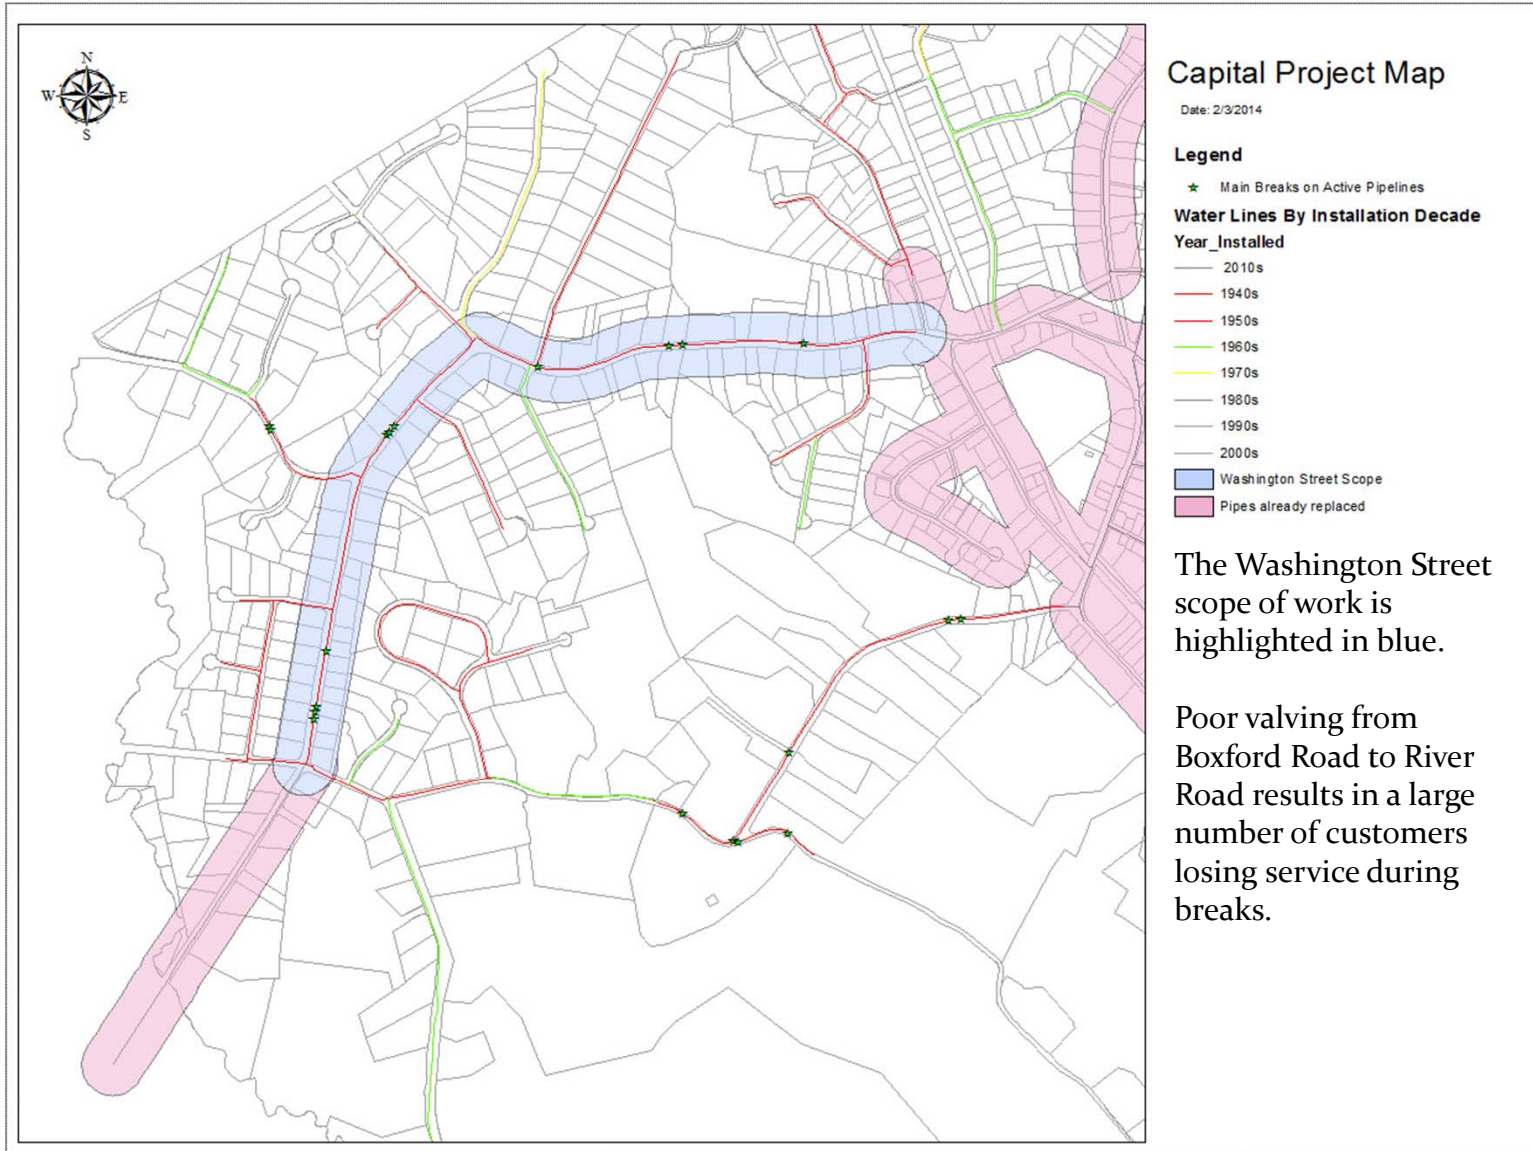 N
W E
S
Capital Project Map
Date: 2/3/2014
Legend
Main Breaks on Active Pipelines
Water Lines By Installation Decade
Year_Installed
2010s
1940s
1950s
1960s
1970s
1980s
1990s
2000s
Washington Street Scope
Pipes already replaced
The Washington Street
scope of work is
highlighted in blue.
Poor valving from
Boxford Road to River
Road results in a large
number of customers
losing service during
breaks.